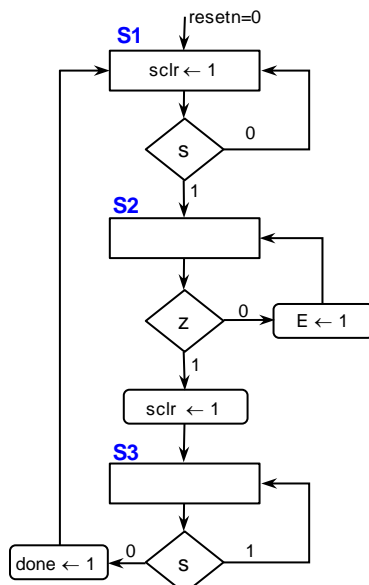 resetn=0
S1
sclr ← 1
0
s
1
S2
z
0
E ← 1
1
sclr ← 1
S3
0
1
done ← 1
s